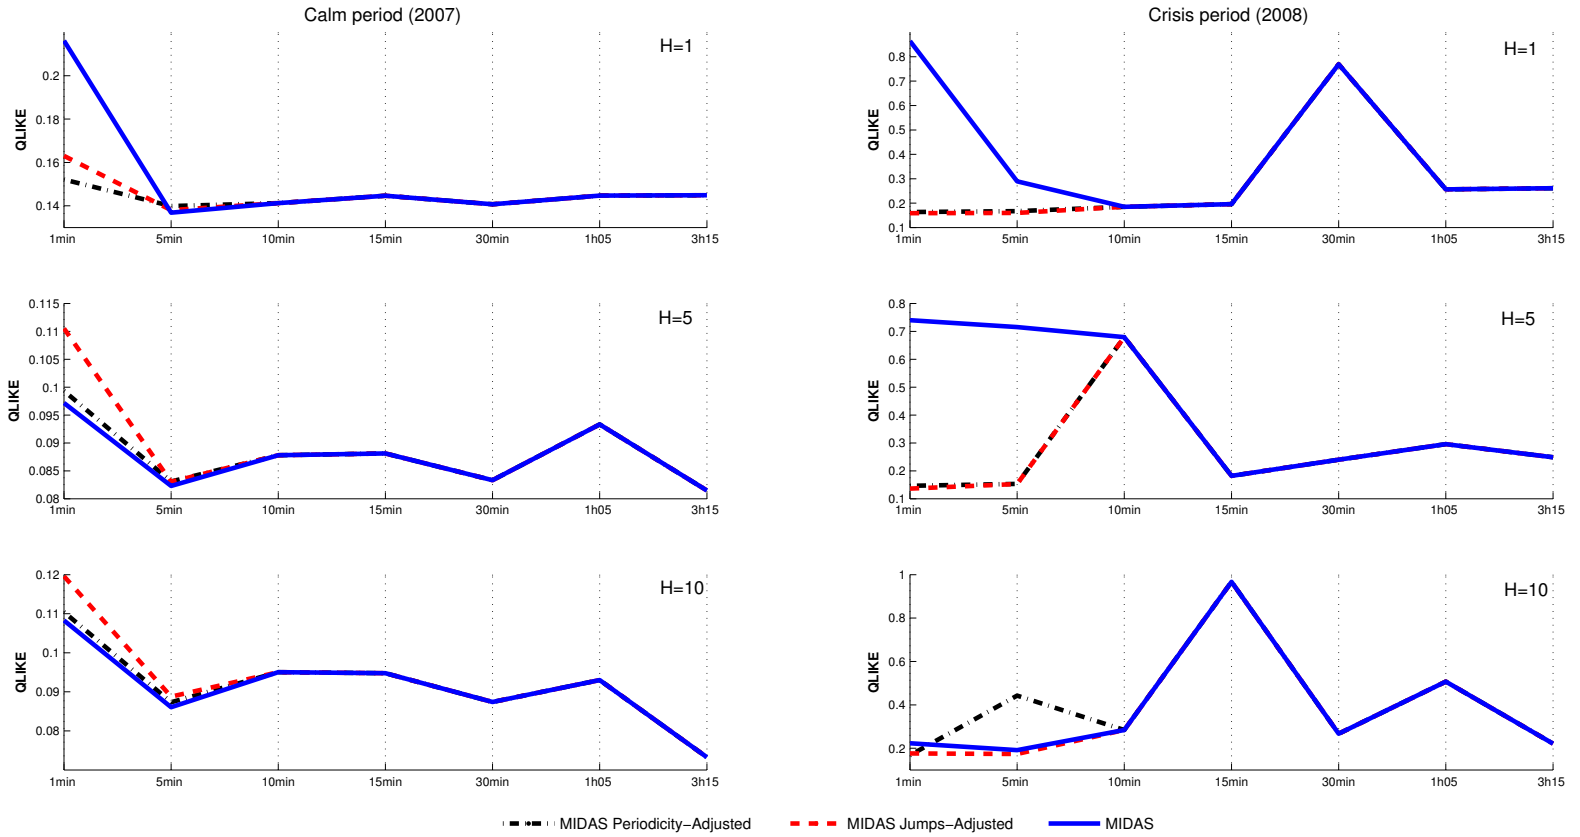 Calm period (2007)
Crisis period (2008)
H=1
QLIKE
0.2
0.18
0.16
0.14
1min 5min 10min 15min 30min 1h05 3h15
H=1
QLIKE
0.8
0.7
0.6
0.5
0.4
0.3
0.2
0.1
1min 5min 10min 15min 30min 1h05 3h15
H=5
QLIKE
0.115
0.11
0.105
0.1
0.095
0.09
0.085
0.08
1min 5min 10min 15min 30min 1h05 3h15
H=5
QLIKE
0.8
0.7
0.6
0.5
0.4
0.3
0.2
0.1
1min 5min 10min 15min 30min 1h05 3h15
H=10
QLIKE
0.12
0.11
0.1
0.09
0.08
1min 5min 10min 15min 30min 1h05 3h15
H=10
QLIKE
1
0.8
0.6
0.4
0.2
1min 5min 10min 15min 30min 1h05 3h15
MIDAS Periodicity−Adjusted MIDAS Jumps−Adjusted MIDAS